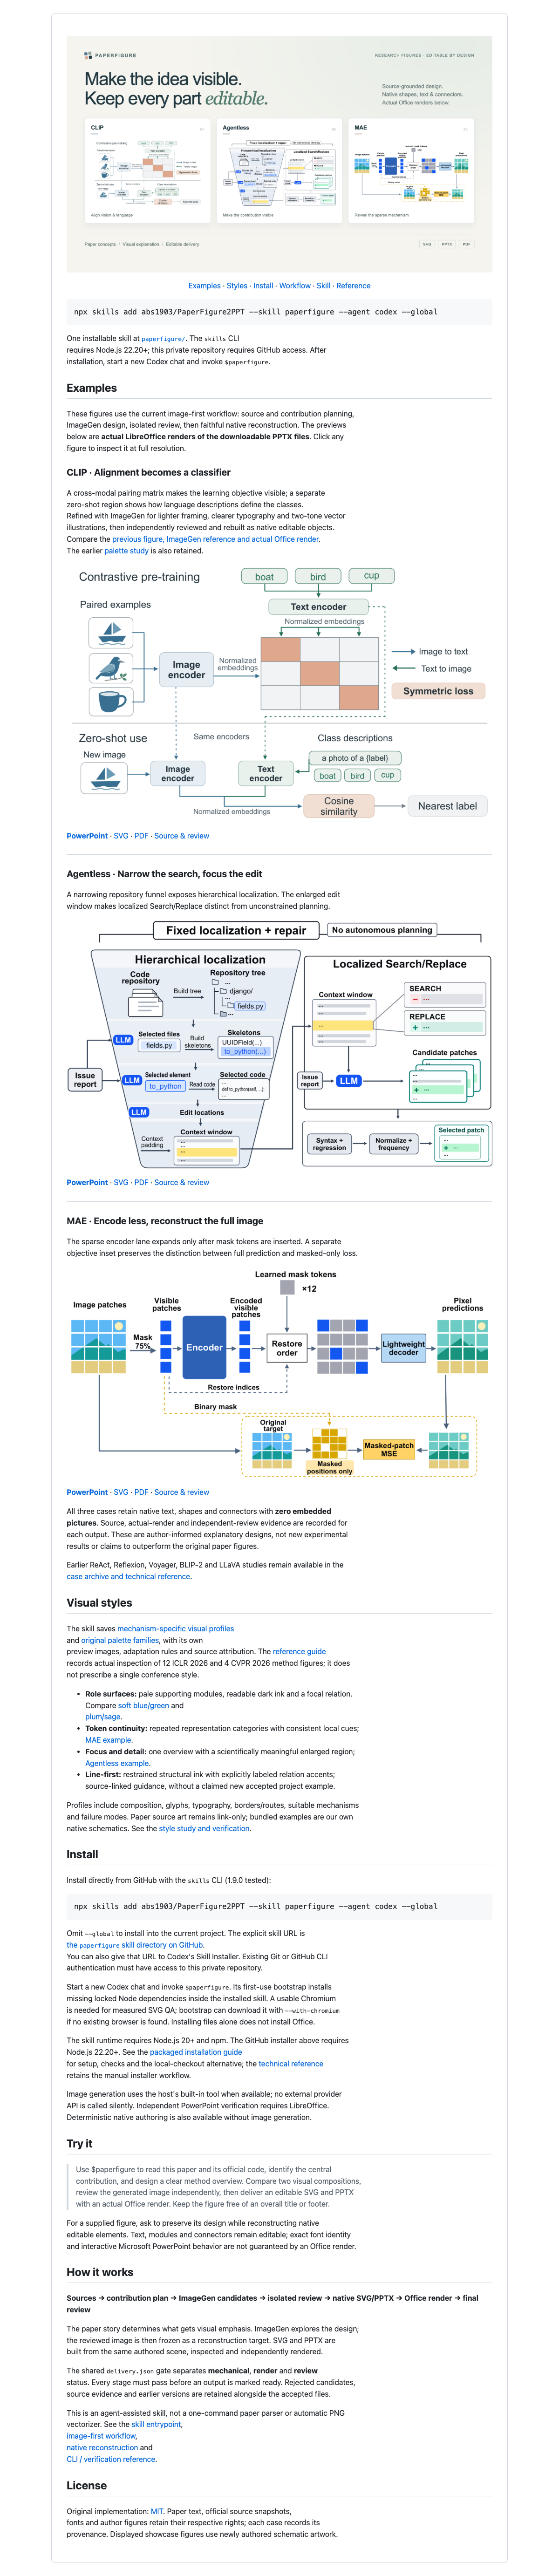 PAPERFIGURE
RESEARCH FIGURES · EDITABLE BY DESIGN
Make the idea visible.
Keep every part editable.
Source-grounded design.
Native shapes, text & connectors.
Actual Office renders below.
CLIP
Agentless
MAE
Align vision & language
Make the contribution visible
Reveal the sparse mechanism
Paper concepts | Visual explanation | Editable delivery
SVG
PPTX
PDF
Examples · Styles · Install · Workflow · Skill · Reference
npx skills add abs1903/PaperFigure2PPT --skill paperfigure --agent codex --global
One installable skill at paperfigure/. The skills CLI
requires Node.js 22.20+; this private repository requires GitHub access. After
installation, start a new Codex chat and invoke $paperfigure.
Examples
These figures use the current image-first workflow: source and contribution planning,
ImageGen design, isolated review, then faithful native reconstruction. The previews
below are actual LibreOffice renders of the downloadable PPTX files. Click any
figure to inspect it at full resolution.
CLIP · Alignment becomes a classifier
A cross-modal pairing matrix makes the learning objective visible; a separate
zero-shot region shows how language descriptions define the classes.
Refined with ImageGen for lighter framing, clearer typography and two-tone vector
illustrations, then independently reviewed and rebuilt as native editable objects.
Compare the previous figure, ImageGen reference and actual Office render.
The earlier palette study is also retained.
Contrastive pre-training
boat
bird
cup
Paired examples
Text encoder
Normalized embeddings
Image encoder
Normalized embeddings
Image to text
Text to image
Symmetric loss
Zero-shot use
Same encoders
Class descriptions
New image
a photo of a {label}
Image encoder
Text encoder
boat
bird
cup
Normalized embeddings
Cosine similarity
Nearest label
PowerPoint · SVG · PDF · Source & review
Agentless · Narrow the search, focus the edit
A narrowing repository funnel exposes hierarchical localization. The enlarged edit
window makes localized Search/Replace distinct from unconstrained planning.
Fixed localization + repair
No autonomous planning
Hierarchical localization
Localized Search/Replace
Code repository
Build tree
Repository tree
...
django/
...
fields.py
...
Context window
SEARCH
− ...
REPLACE
+ ...
LLM
Selected files
fields.py
Build skeletons
Skeletons
UUIDField(...)
to_python(...)
Issue report
LLM
Selected element
to_python
Read code
Selected code
...
def to_python(self, ...):
...
LLM
Edit locations
Context padding
Context window
Issue report
LLM
Candidate patches
Syntax + regression
Normalize + frequency
Selected patch
PowerPoint · SVG · PDF · Source & review
MAE · Encode less, reconstruct the full image
The sparse encoder lane expands only after mask tokens are inserted. A separate
objective inset preserves the distinction between full prediction and masked-only loss.
Learned mask tokens
×12
Image patches
Visible patches
Encoded visible patches
Pixel predictions
Mask 75%
Encoder
Restore order
Lightweight decoder
Restore indices
Binary mask
Original target
Masked positions only
Masked-patch MSE
PowerPoint · SVG · PDF · Source & review
All three cases retain native text, shapes and connectors with zero embedded
pictures. Source, actual-render and independent-review evidence are recorded for
each output. These are author-informed explanatory designs, not new experimental
results or claims to outperform the original paper figures.
Earlier ReAct, Reflexion, Voyager, BLIP-2 and LLaVA studies remain available in the
case archive and technical reference.
Visual styles
The skill saves mechanism-specific visual profiles
and original palette families, with its own
preview images, adaptation rules and source attribution. The reference guide
records actual inspection of 12 ICLR 2026 and 4 CVPR 2026 method figures; it does
not prescribe a single conference style.
• Role surfaces: pale supporting modules, readable dark ink and a focal relation.
Compare soft blue/green and
plum/sage.
• Token continuity: repeated representation categories with consistent local cues;
MAE example.
• Focus and detail: one overview with a scientifically meaningful enlarged region;
Agentless example.
• Line-first: restrained structural ink with explicitly labeled relation accents;
source-linked guidance, without a claimed new accepted project example.
Profiles include composition, glyphs, typography, borders/routes, suitable mechanisms
and failure modes. Paper source art remains link-only; bundled examples are our own
native schematics. See the style study and verification.
Install
Install directly from GitHub with the skills CLI (1.9.0 tested):
npx skills add abs1903/PaperFigure2PPT --skill paperfigure --agent codex --global
Omit --global to install into the current project. The explicit skill URL is
the paperfigure skill directory on GitHub.
You can also give that URL to Codex's Skill Installer. Existing Git or GitHub CLI
authentication must have access to this private repository.
Start a new Codex chat and invoke $paperfigure. Its first-use bootstrap installs
missing locked Node dependencies inside the installed skill. A usable Chromium
is needed for measured SVG QA; bootstrap can download it with --with-chromium
if no existing browser is found. Installing files alone does not install Office.
The skill runtime requires Node.js 20+ and npm. The GitHub installer above requires
Node.js 22.20+. See the packaged installation guide
for setup, checks and the local-checkout alternative; the technical reference
retains the manual installer workflow.
Image generation uses the host's built-in tool when available; no external provider
API is called silently. Independent PowerPoint verification requires LibreOffice.
Deterministic native authoring is also available without image generation.
Try it
Use $paperfigure to read this paper and its official code, identify the central
contribution, and design a clear method overview. Compare two visual compositions,
review the generated image independently, then deliver an editable SVG and PPTX
with an actual Office render. Keep the figure free of an overall title or footer.
For a supplied figure, ask to preserve its design while reconstructing native
editable elements. Text, modules and connectors remain editable; exact font identity
and interactive Microsoft PowerPoint behavior are not guaranteed by an Office render.
How it works
Sources → contribution plan → ImageGen candidates → isolated review → native SVG/PPTX → Office render → final
review
The paper story determines what gets visual emphasis. ImageGen explores the design;
the reviewed image is then frozen as a reconstruction target. SVG and PPTX are
built from the same authored scene, inspected and independently rendered.
The shared delivery.json gate separates mechanical, render and review
status. Every stage must pass before an output is marked ready. Rejected candidates,
source evidence and earlier versions are retained alongside the accepted files.
This is an agent-assisted skill, not a one-command paper parser or automatic PNG
vectorizer. See the skill entrypoint,
image-first workflow,
native reconstruction and
CLI / verification reference.
License
Original implementation: MIT. Paper text, official source snapshots,
fonts and author figures retain their respective rights; each case records its
provenance. Displayed showcase figures use newly authored schematic artwork.